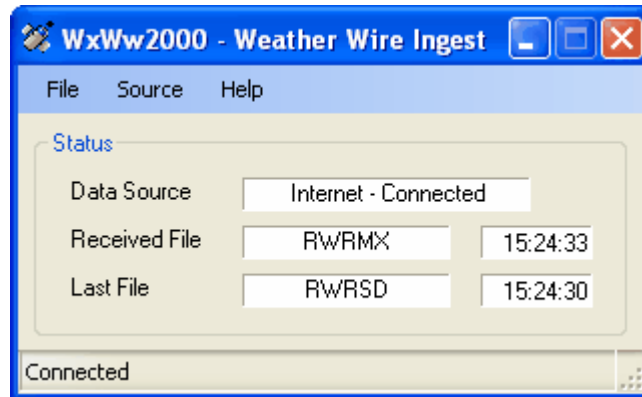 WxWw2000 - Weather Wire Ingest
File Source Help
Status
Data Source Internet - Connected
Received File RWRMX 15:24:33
Last File RWRSD 15:24:30
Connected